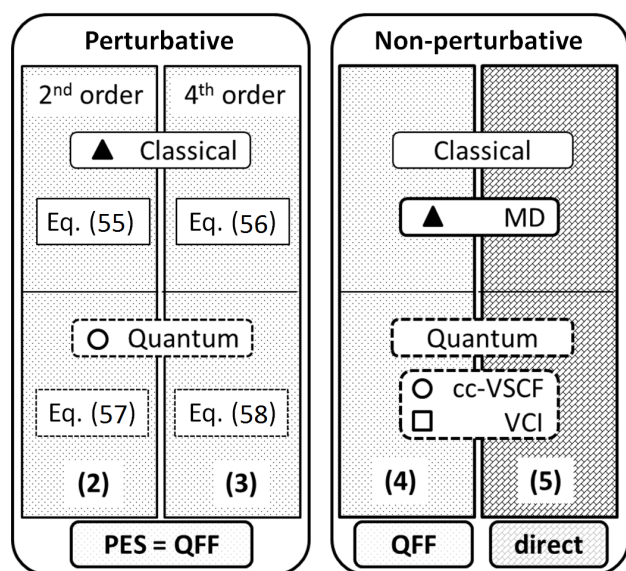 Perturbative
2nd order
4th order
Classical
Eq. (55)
Eq. (56)
Quantum
Eq. (57)
Eq. (58)
(2)
(3)
PES = QFF
Non-perturbative
Classical
MD
Quantum
cc-VSCF
VCI
(4)
(5)
QFF
direct